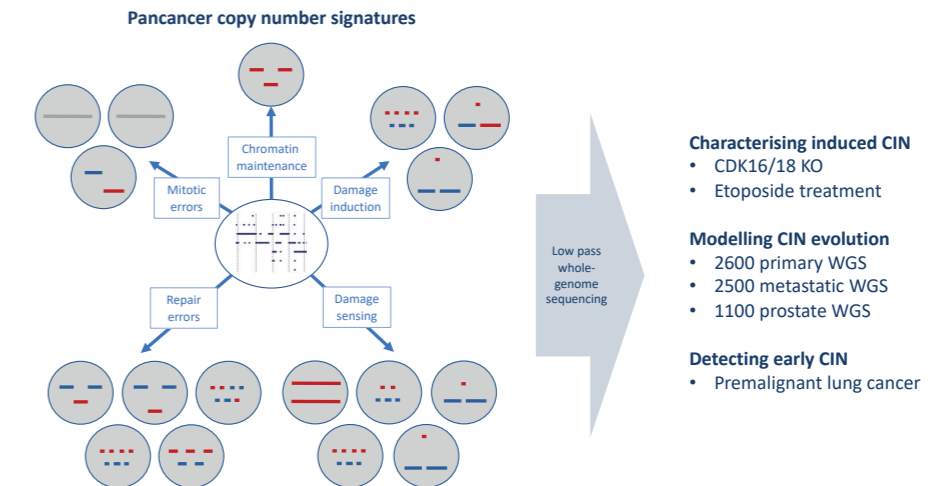 Pancancer copy number signatures
Chromatin
maintenance
Mitotic
errors
Damage
induction
Repair
errors
Damage
sensing
Low pass
whole-
genome
sequencing
Characterising induced CIN
• CDK16/18 KO
• Etoposide treatment
Modelling CIN evolution
• 2600 primary WGS
• 2500 metastatic WGS
• 1100 prostate WGS
Detecting early CIN
• Premalignant lung cancer